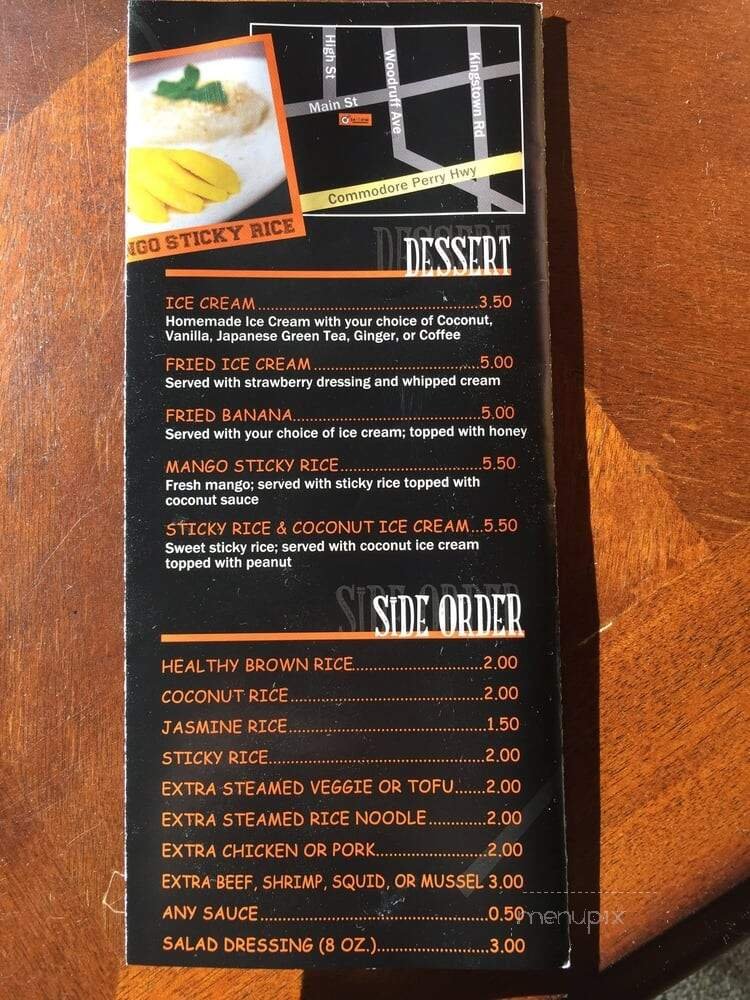 High St
Woodruff Ave
Kingstown Rd
Main St
Commodore Perry Hwy
NGO STICKY RICE
DESSERT
ICE CREAM..........3.50
Homemade Ice Cream with your choice of Coconut,
Vanilla, Japanese Green Tea, Ginger, or Coffee
FRIED ICE CREAM..........5.00
Served with strawberry dressing and whipped cream
FRIED BANANA..........5.00
Served with your choice of ice cream; topped with honey
MANGO STICKY RICE..........5.50
Fresh mango; served with sticky rice topped with
coconut sauce
STICKY RICE & COCONUT ICE CREAM...5.50
Sweet sticky rice; served with coconut ice cream
topped with peanut
SIDE ORDER
HEALTHY BROWN RICE..........2.00
COCONUT RICE..........2.00
JASMINE RICE..........1.50
STICKY RICE..........2.00
EXTRA STEAMED VEGGIE OR TOFU......2.00
EXTRA STEAMED RICE NOODLE..........2.00
EXTRA CHICKEN OR PORK..........2.00
EXTRA BEEF, SHRIMP, SQUID, OR MUSSEL 3.00
ANY SAUCE..........0.50
SALAD DRESSING (8 OZ.)..........3.00
menupix